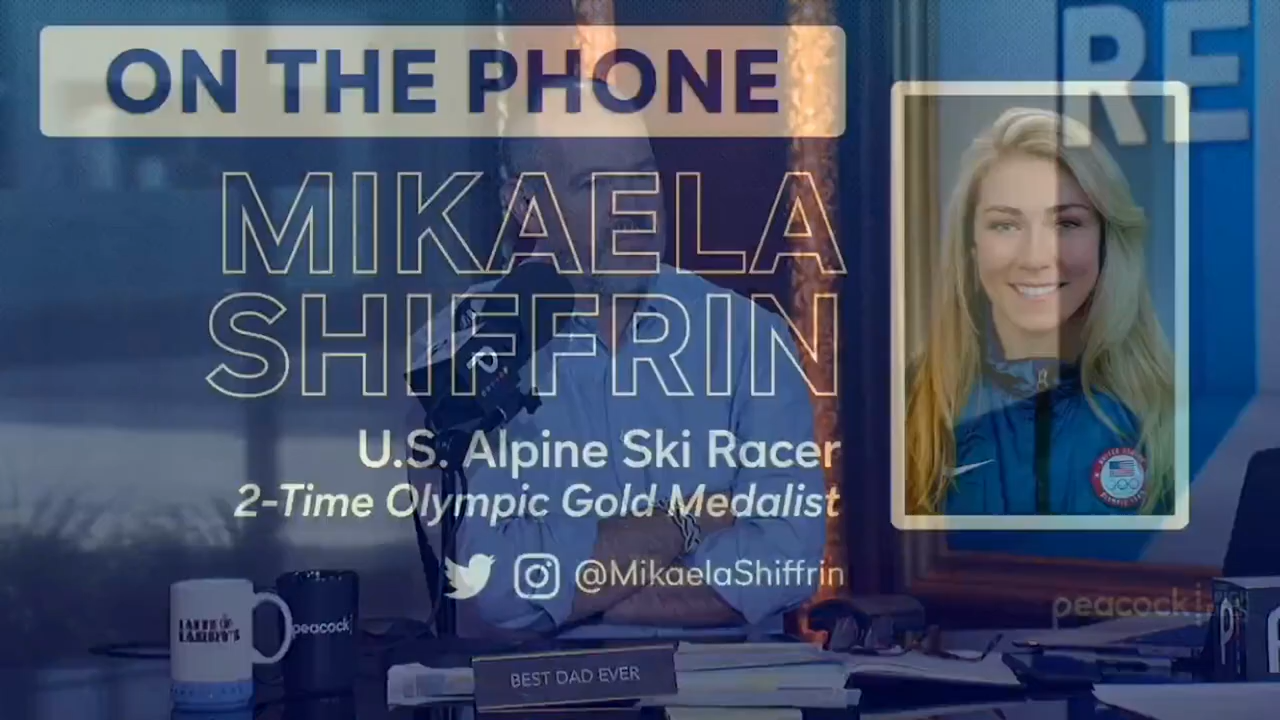 ON THE PHONE
MIKAELA
SHIFFRIN
U.S. Alpine Ski Racer
2-Time Olympic Gold Medalist
@MikaelaShiffrin
RE
peacock
peacock
BEST DAD EVER